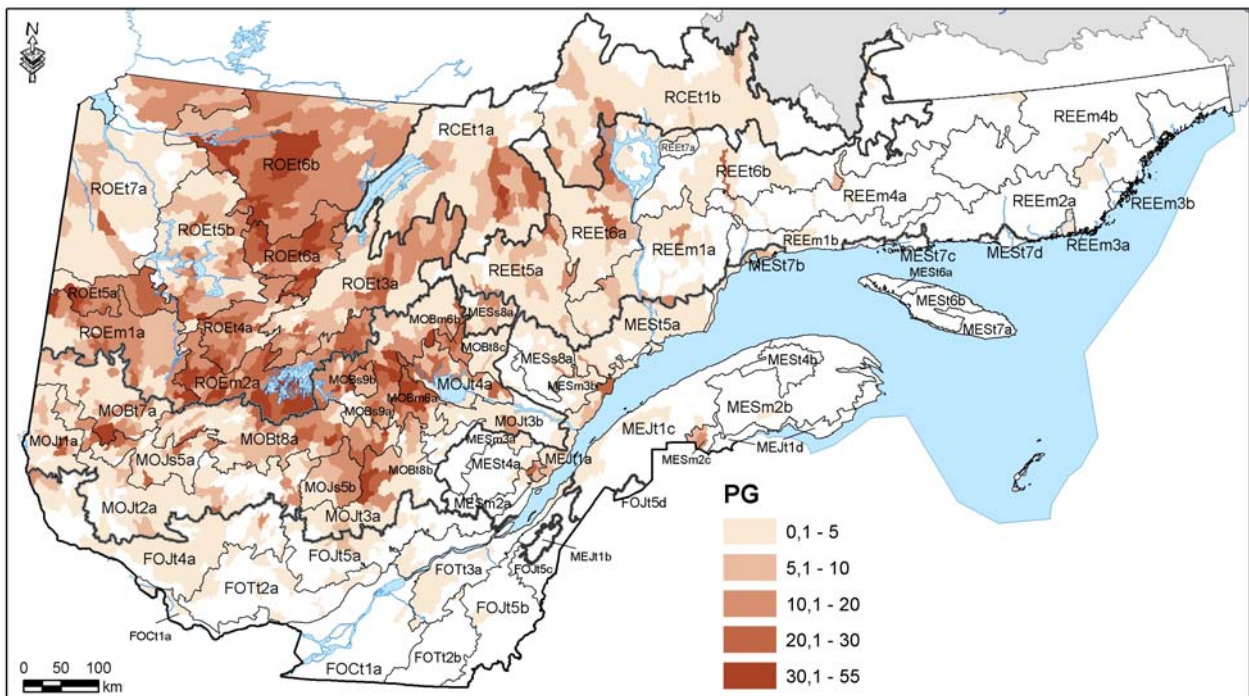 N
RCEt1b
RCEt1a
REEt7a
REEm4b
ROEt6b
ROEt7a
REEt6b
REEm4a
ROEt5b
REEm2a
REEm3b
REEt6a
REEm1a
REEm1b
REEm3a
ROEt6a
MESt7b
MESt7c
MESt7d
MESt6a
REEt5a
ROEt3a
ROEt5a
MESt6b
MESt7a
ROEm1a
ROEt4a
MOBm6b
MESs8a
MESt5a
MOBt8c
MESs8a
MESt4b
ROEm2a
MOBs9b
MOJt4a
MESm3b
MOBm6a
MESm2b
MOBt7a
MOBs9a
MOJt3b
MEJt1c
MOJt1a
MOBt8a
MESm3a
MEJt1d
MOJs5a
MOBt8b
MESt4a
MEJt1a
MESm2c
MOJs5b
MESm2a
MOJt2a
MOJt3a
FOJt5d
FOJt4a
FOJt5a
MEJt1b
FOTt3a
FOJt5c
FOTt2a
FOJt5b
FOCt1a
FOTt2b
FOCt1a
PG
0,1 - 5
5,1 - 10
10,1 - 20
20,1 - 30
30,1 - 55
0 50 100
km